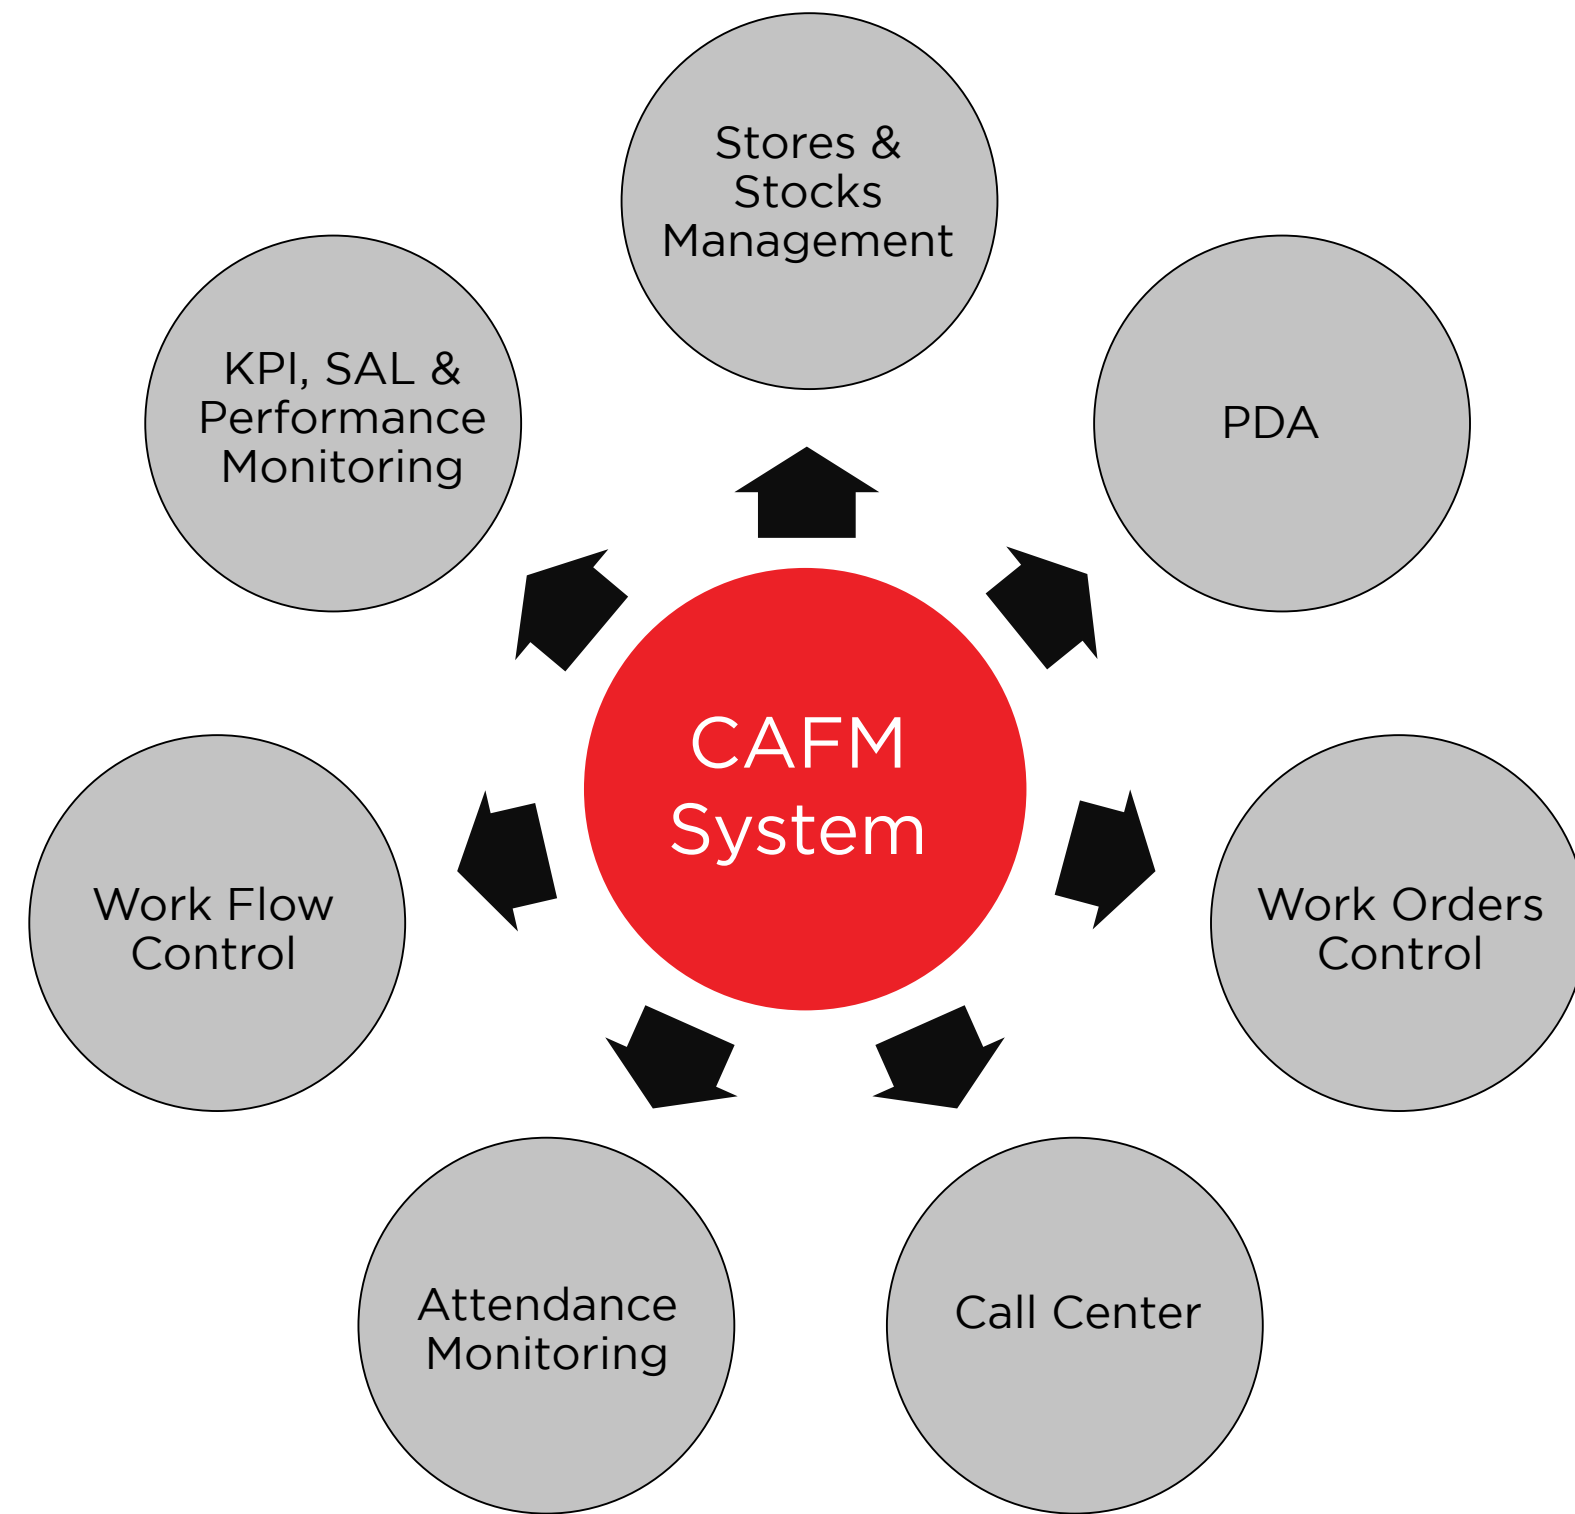 Stores &
Stocks
Management
KPI, SAL &
Performance
Monitoring
PDA
CAFM
System
Work Flow
Control
Work Orders
Control
Attendance
Monitoring
Call Center